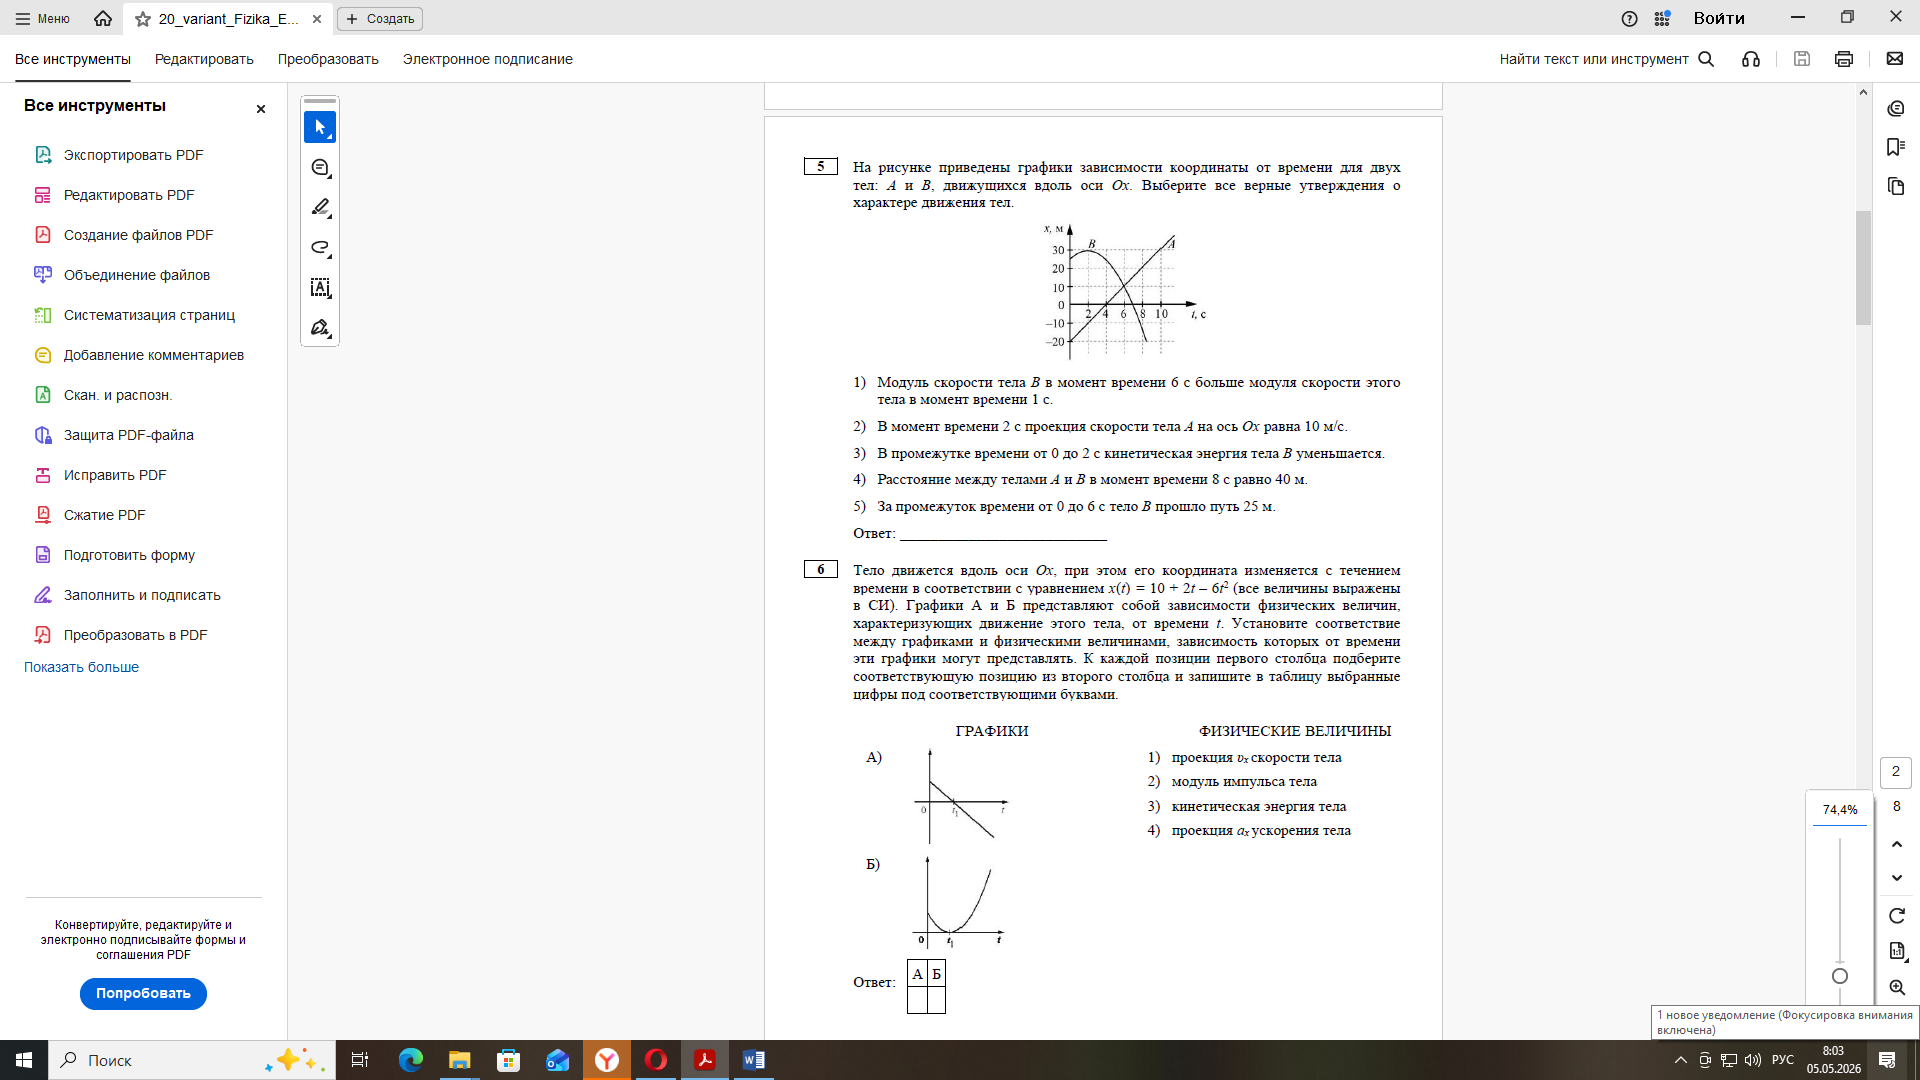 Меню
20_variant_Fizika_E...
Создать
Войти
Все инструменты
Редактировать
Преобразовать
Электронное подписание
Найти текст или инструмент
Все инструменты
Экспортировать PDF
Редактировать PDF
Создание файлов PDF
Объединение файлов
Систематизация страниц
Добавление комментариев
Скан. и распозн.
Защита PDF-файла
Исправить PDF
Сжатие PDF
Подготовить форму
Заполнить и подписать
Преобразовать в PDF
Показать больше
Конвертируйте, редактируйте и
электронно подписывайте формы и
соглашения PDF
Попробовать
5
На рисунке приведены графики зависимости координаты от времени для двух
тел: A и B, движущихся вдоль оси Ox. Выберите все верные утверждения о
характере движения тел.
x, м
B
A
30
20
10
0
2 4 6 8 10
t, с
–10
–20
1) Модуль скорости тела B в момент времени 6 с больше модуля скорости этого
тела в момент времени 1 с.
2) В момент времени 2 с проекция скорости тела A на ось Ox равна 10 м/с.
3) В промежутке времени от 0 до 2 с кинетическая энергия тела B уменьшается.
4) Расстояние между телами A и B в момент времени 8 с равно 40 м.
5) За промежуток времени от 0 до 6 с тело B прошло путь 25 м.
Ответ: ____________________________
6
Тело движется вдоль оси Ox, при этом его координата изменяется с течением
времени в соответствии с уравнением x(t) = 10 + 2t – 6t² (все величины выражены
в СИ). Графики А и Б представляют собой зависимости физических величин,
характеризующих движение этого тела, от времени t. Установите соответствие
между графиками и физическими величинами, зависимость которых от времени
эти графики могут представлять. К каждой позиции первого столбца подберите
соответствующую позицию из второго столбца и запишите в таблицу выбранные
цифры под соответствующими буквами.
ГРАФИКИ
А)
0 t₁ t
Б)
0 t₁ t
ФИЗИЧЕСКИЕ ВЕЛИЧИНЫ
1) проекция υₓ скорости тела
2) модуль импульса тела
3) кинетическая энергия тела
4) проекция aₓ ускорения тела
Ответ:
А Б
2
8
74,4%
1:1
1 новое уведомление (Фокусировка внимания
включена)
Поиск
РУС
8:03
05.05.2026